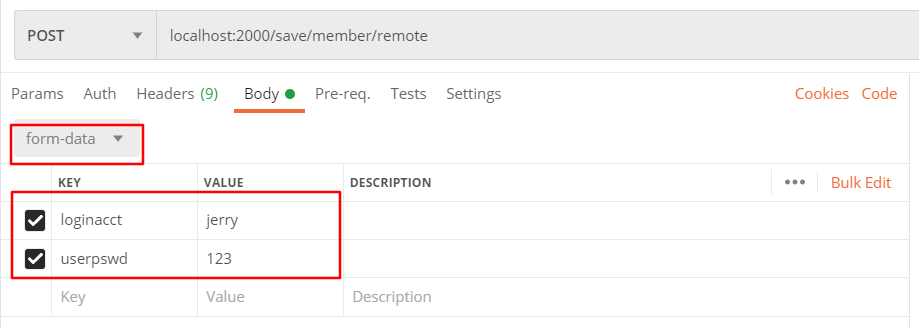 POST localhost:2000/save/member/remote
Params Auth Headers (9) Body Pre-req. Tests Settings Cookies Code
form-data
KEY VALUE DESCRIPTION ••• Bulk Edit
loginacct jerry
userpswd 123
Key Value Description